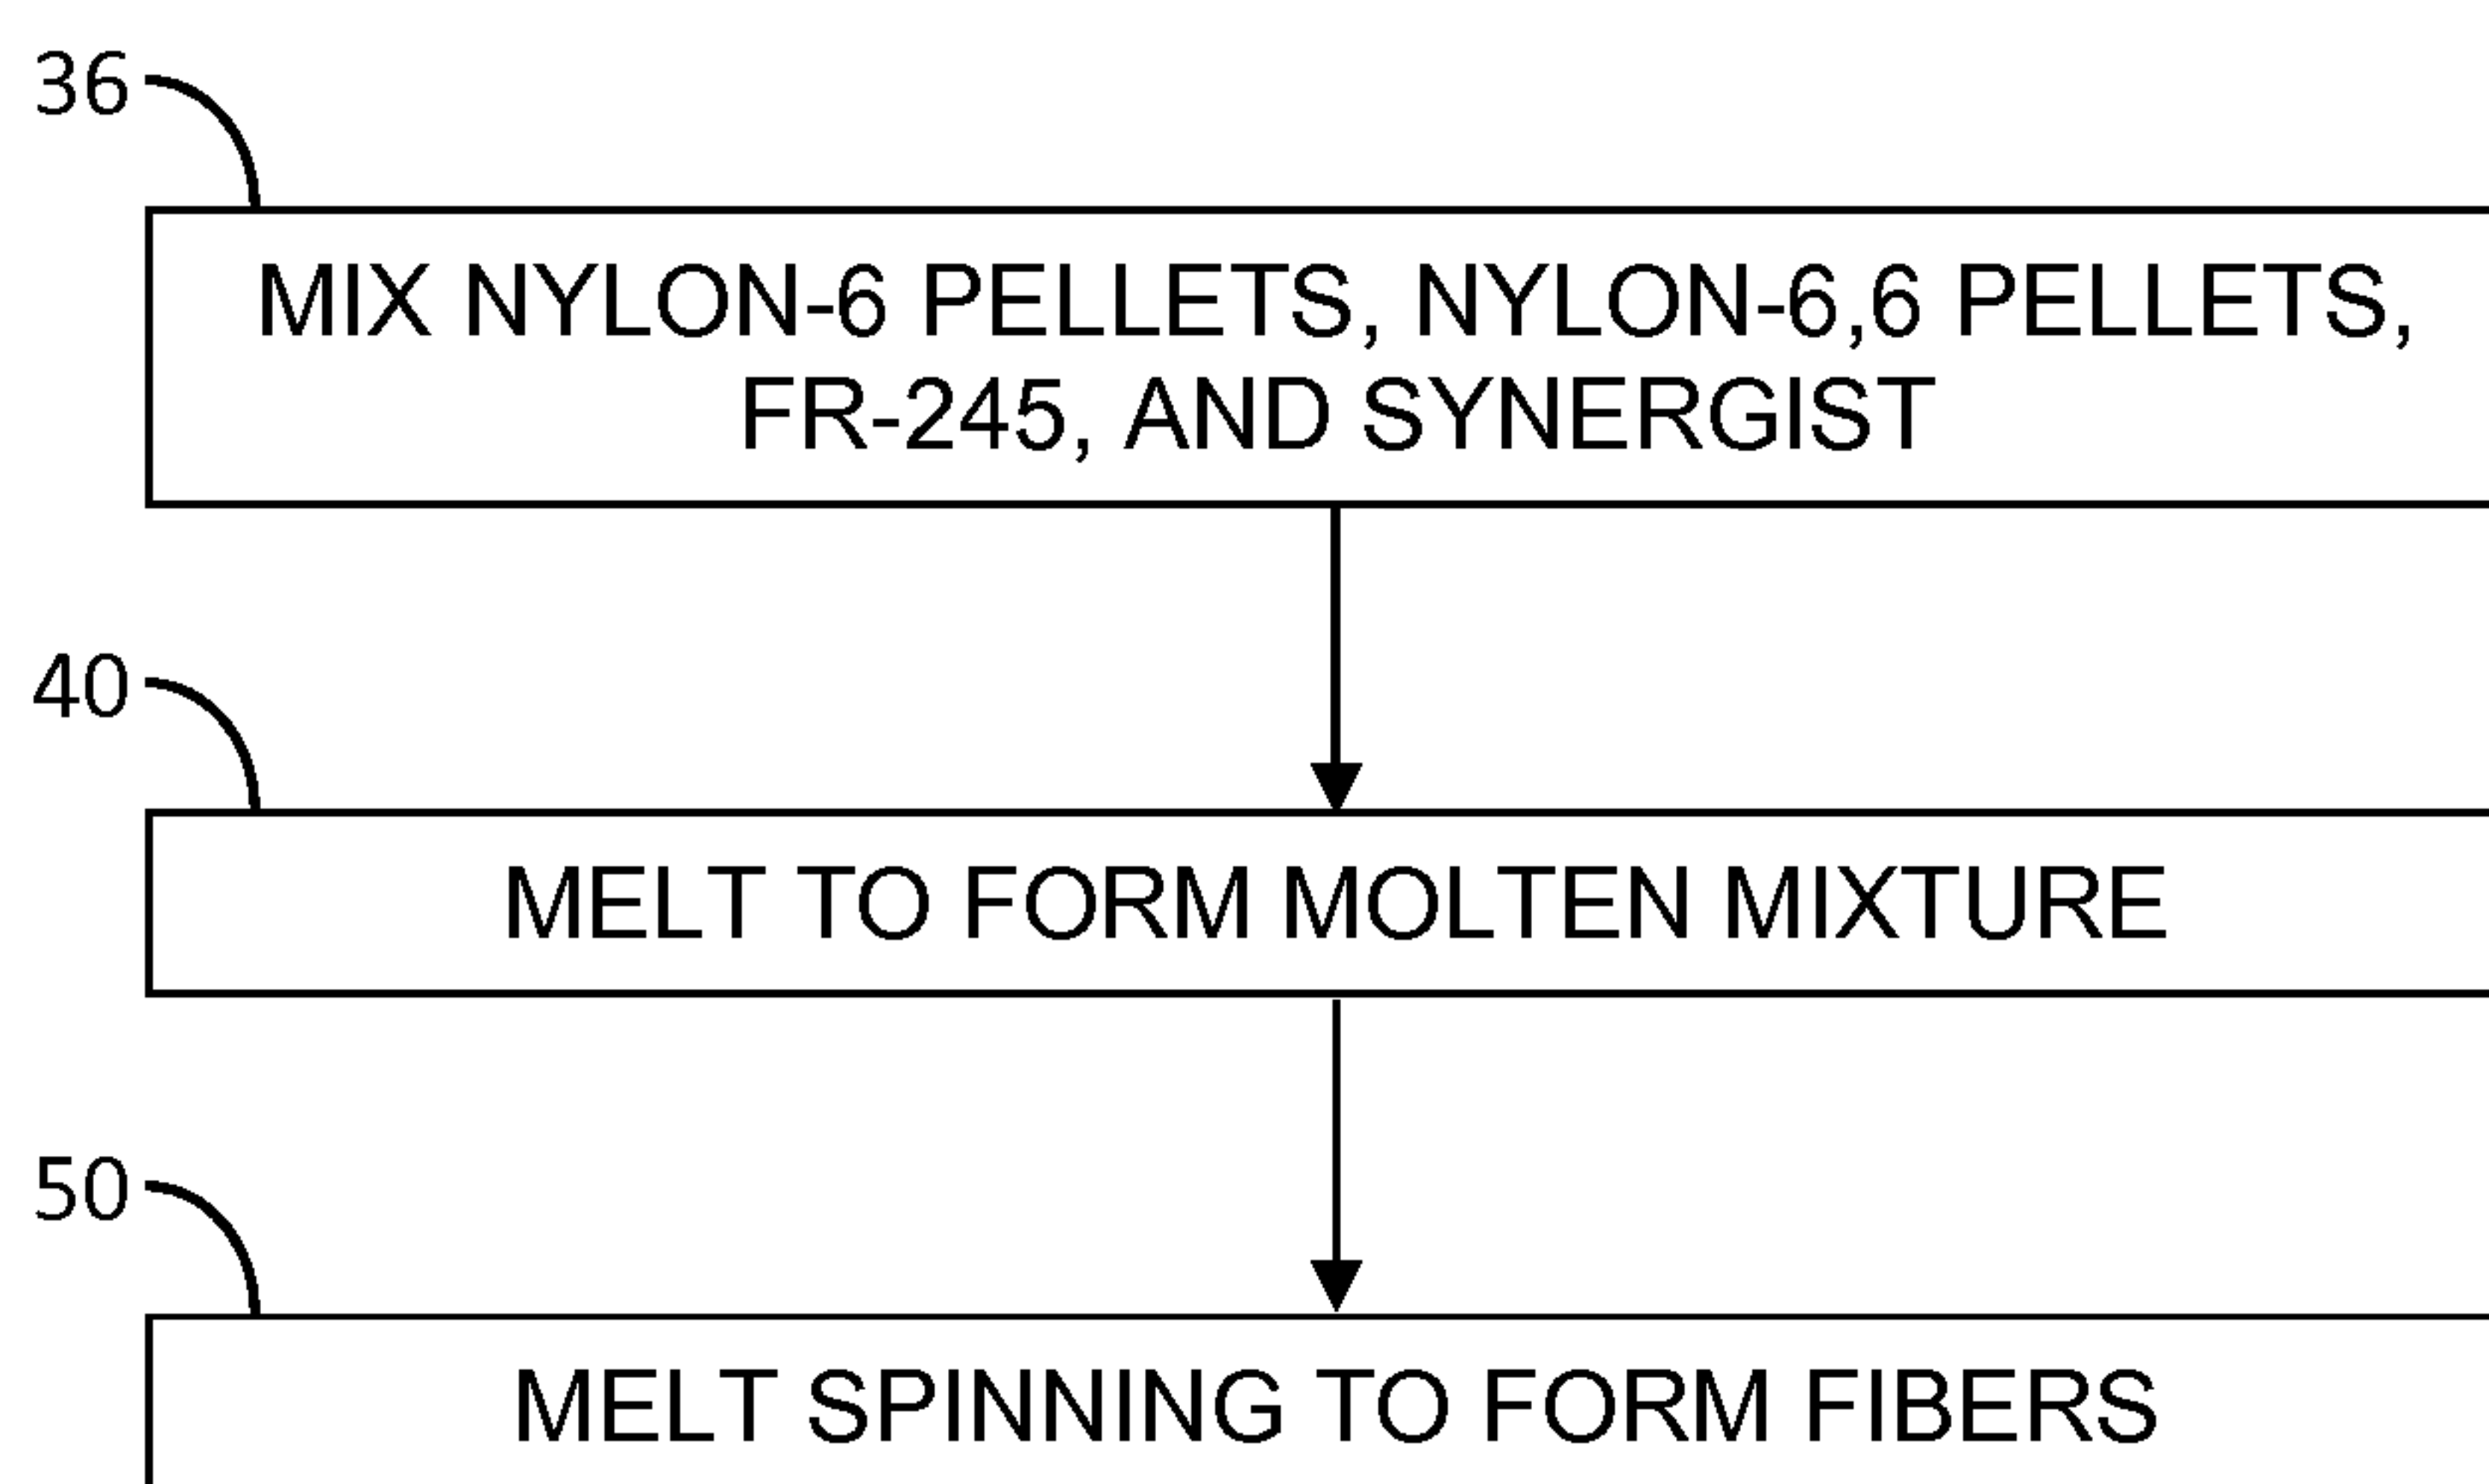 36
MIX NYLON-6 PELLETS, NYLON-6,6 PELLETS,
FR-245, AND SYNERGIST
40
MELT TO FORM MOLTEN MIXTURE
50
MELT SPINNING TO FORM FIBERS